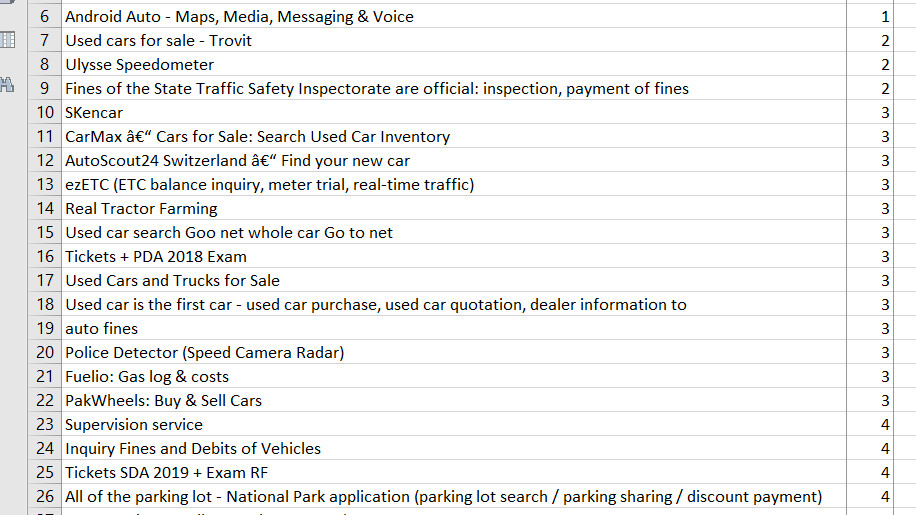 6 Android Auto - Maps, Media, Messaging & Voice 1
7 Used cars for sale - Trovit 2
8 Ulysse Speedometer 2
9 Fines of the State Traffic Safety Inspectorate are official: inspection, payment of fines 2
10 SKencar 3
11 CarMax â€“ Cars for Sale: Search Used Car Inventory 3
12 AutoScout24 Switzerland â€“ Find your new car 3
13 ezETC (ETC balance inquiry, meter trial, real-time traffic) 3
14 Real Tractor Farming 3
15 Used car search Goo net whole car Go to net 3
16 Tickets + PDA 2018 Exam 3
17 Used Cars and Trucks for Sale 3
18 Used car is the first car - used car purchase, used car quotation, dealer information to 3
19 auto fines 3
20 Police Detector (Speed Camera Radar) 3
21 Fuelio: Gas log & costs 3
22 PakWheels: Buy & Sell Cars 3
23 Supervision service 4
24 Inquiry Fines and Debits of Vehicles 4
25 Tickets SDA 2019 + Exam RF 4
26 All of the parking lot - National Park application (parking lot search / parking sharing / discount payment) 4